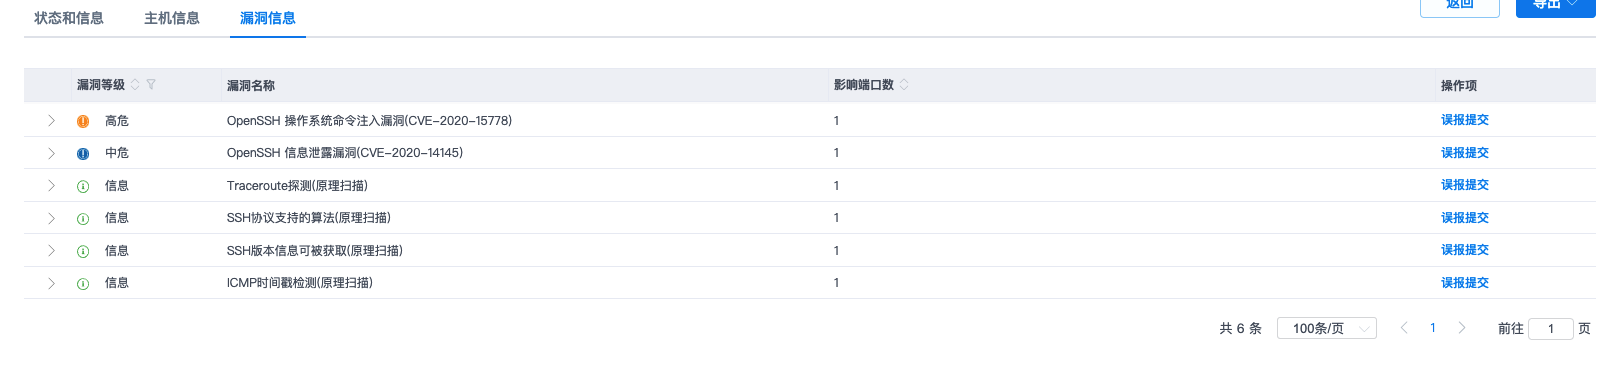 状态和信息 主机信息 漏洞信息 返回 导出
漏洞等级 漏洞名称 影响端口数 操作项
高危 OpenSSH 操作系统命令注入漏洞(CVE-2020-15778) 1 误报提交
中危 OpenSSH 信息泄露漏洞(CVE-2020-14145) 1 误报提交
信息 Traceroute探测(原理扫描) 1 误报提交
信息 SSH协议支持的算法(原理扫描) 1 误报提交
信息 SSH版本信息可被获取(原理扫描) 1 误报提交
信息 ICMP时间戳检测(原理扫描) 1 误报提交
共 6 条 100条/页 1 前往 1 页